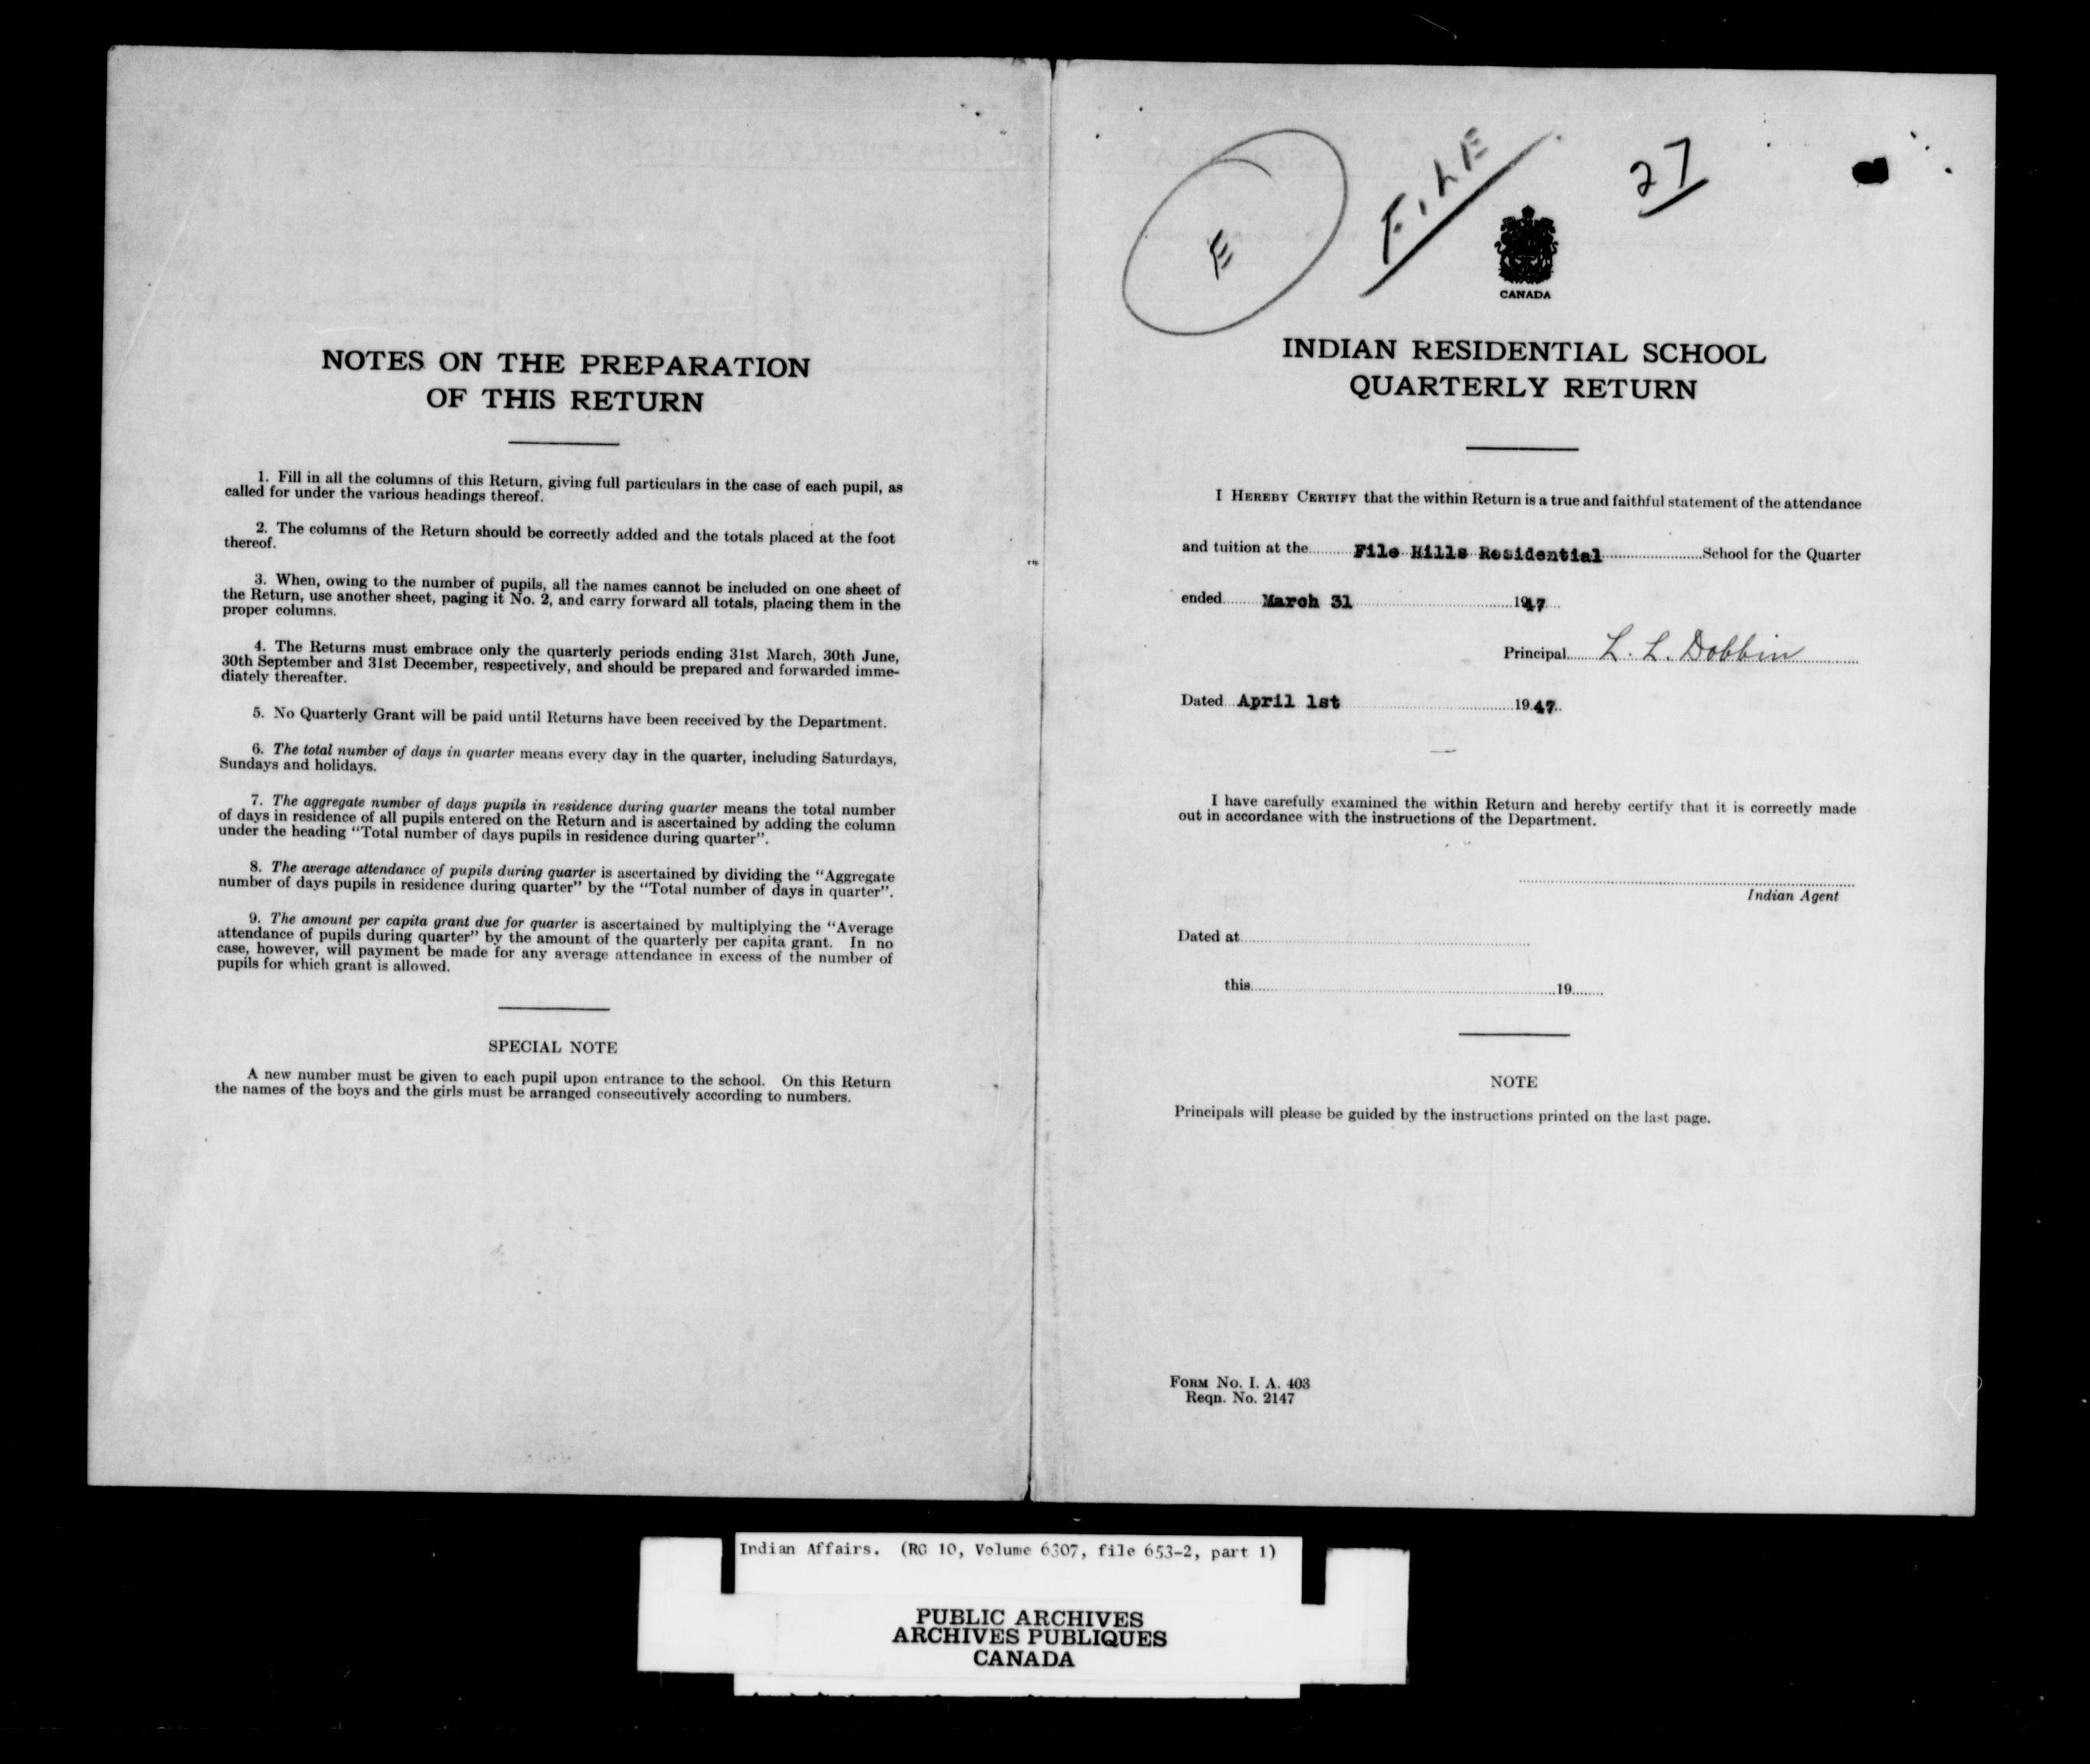 NOTES ON THE PREPARATION
OF THIS RETURN
1. Fill in all the columns of this Return, giving full particulars in the case of each pupil, as
called for under the various headings thereof.
2. The columns of the Return should be correctly added and the totals placed at the foot
thereof.
3. When, owing to the number of pupils, all the names cannot be included on one sheet of
the Return, use another sheet, paging it No. 2, and carry forward all totals, placing them in the
proper columns.
4. The Returns must embrace only the quarterly periods ending 31st March, 30th June,
30th September and 31st December, respectively, and should be prepared and forwarded imme-
diately thereafter.
5. No Quarterly Grant will be paid until Returns have been received by the Department.
6. The total number of days in quarter means every day in the quarter, including Saturdays,
Sundays and holidays.
7. The aggregate number of days pupils in residence during quarter means the total number
of days in residence of all pupils entered on the Return and is ascertained by adding the column
under the heading "Total number of days pupils in residence during quarter".
8. The average attendance of pupils during quarter is ascertained by dividing the "Aggregate
number of days pupils in residence during quarter" by the "Total number of days in quarter".
9. The amount per capita grant due for quarter is ascertained by multiplying the "Average
attendance of pupils during quarter" by the amount of the quarterly per capita grant. In no
case, however, will payment be made for any average attendance in excess of the number of
pupils for which grant is allowed.
SPECIAL NOTE
A new number must be given to each pupil upon entrance to the school. On this Return
the names of the boys and the girls must be arranged consecutively according to numbers.
E
FILE
27
CANADA
INDIAN RESIDENTIAL SCHOOL
QUARTERLY RETURN
I HEREBY CERTIFY that the within Return is a true and faithful statement of the attendance
and tuition at the File Hills Residential School for the Quarter
ended March 31 1947
Principal L. L. Dobbin
Dated April 1st 1947
I have carefully examined the within Return and hereby certify that it is correctly made
out in accordance with the instructions of the Department.
Indian Agent
Dated at
this 19
NOTE
Principals will please be guided by the instructions printed on the last page.
FORM No. I. A. 403
Reqn. No. 2147
Indian Affairs. (RG 10, Volume 6307, file 653-2, part 1)
PUBLIC ARCHIVES
ARCHIVES PUBLIQUES
CANADA